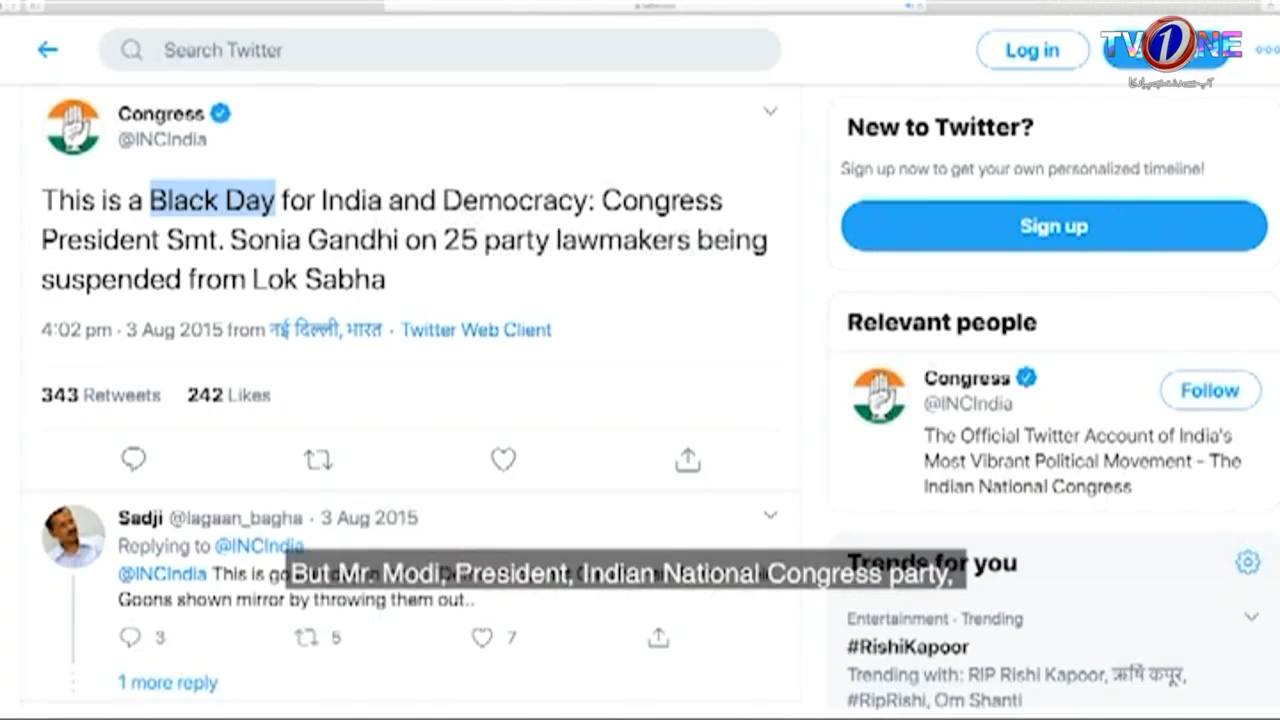 Search Twitter
Log in
TV1NE
Congress
@INCIndia
This is a Black Day for India and Democracy: Congress
President Smt. Sonia Gandhi on 25 party lawmakers being
suspended from Lok Sabha
4:02 pm · 3 Aug 2015 from नई दिल्ली, भारत · Twitter Web Client
343 Retweets 242 Likes
Sadji @lagaan_bagha · 3 Aug 2015
Replying to @INCIndia
@INCIndia This is
Goons shown mirror by throwing them out..
3 5 7
1 more reply
But Mr. Modi, President, Indian National Congress party,
New to Twitter?
Sign up now to get your own personalized timeline!
Sign up
Relevant people
Congress
@INCIndia
Follow
The Official Twitter Account of India's
Most Vibrant Political Movement - The
Indian National Congress
Trends for you
Entertainment · Trending
#RishiKapoor
Trending with: RIP Rishi Kapoor, ऋषि कपूर,
#RipRishi, Om Shanti